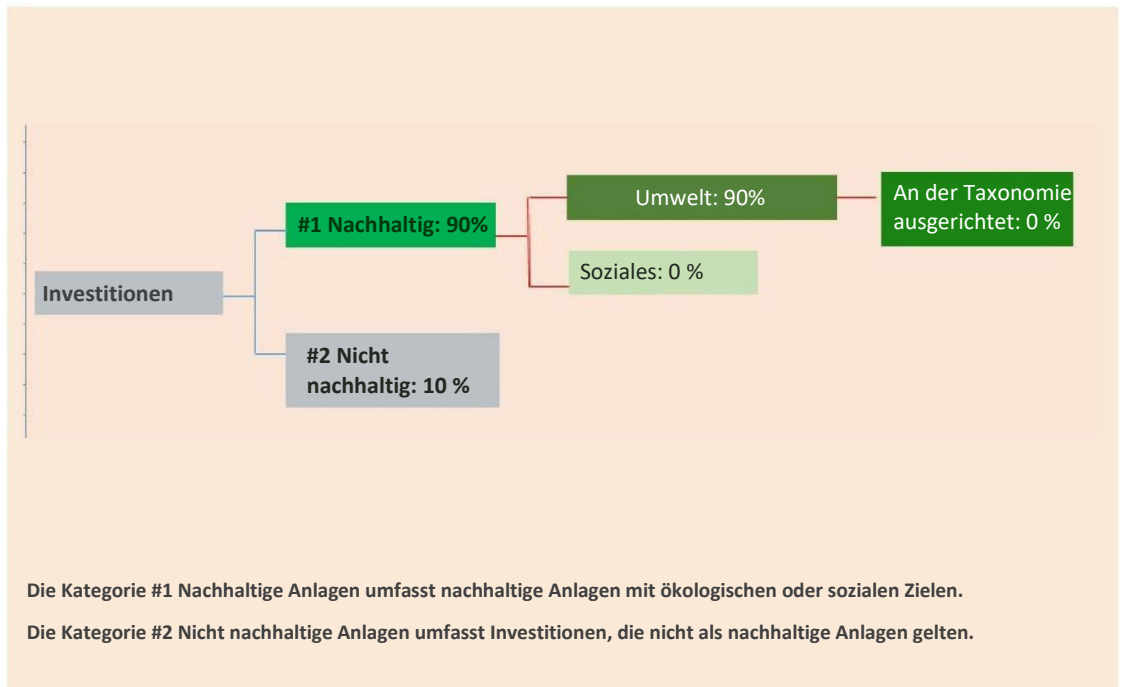 Umwelt: 90%
An der Taxonomie
ausgerichtet: 0 %
#1 Nachhaltig: 90%
Soziales: 0 %
Investitionen
#2 Nicht
nachhaltig: 10 %
Die Kategorie #1 Nachhaltige Anlagen umfasst nachhaltige Anlagen mit ökologischen oder sozialen Zielen.
Die Kategorie #2 Nicht nachhaltige Anlagen umfasst Investitionen, die nicht als nachhaltige Anlagen gelten.